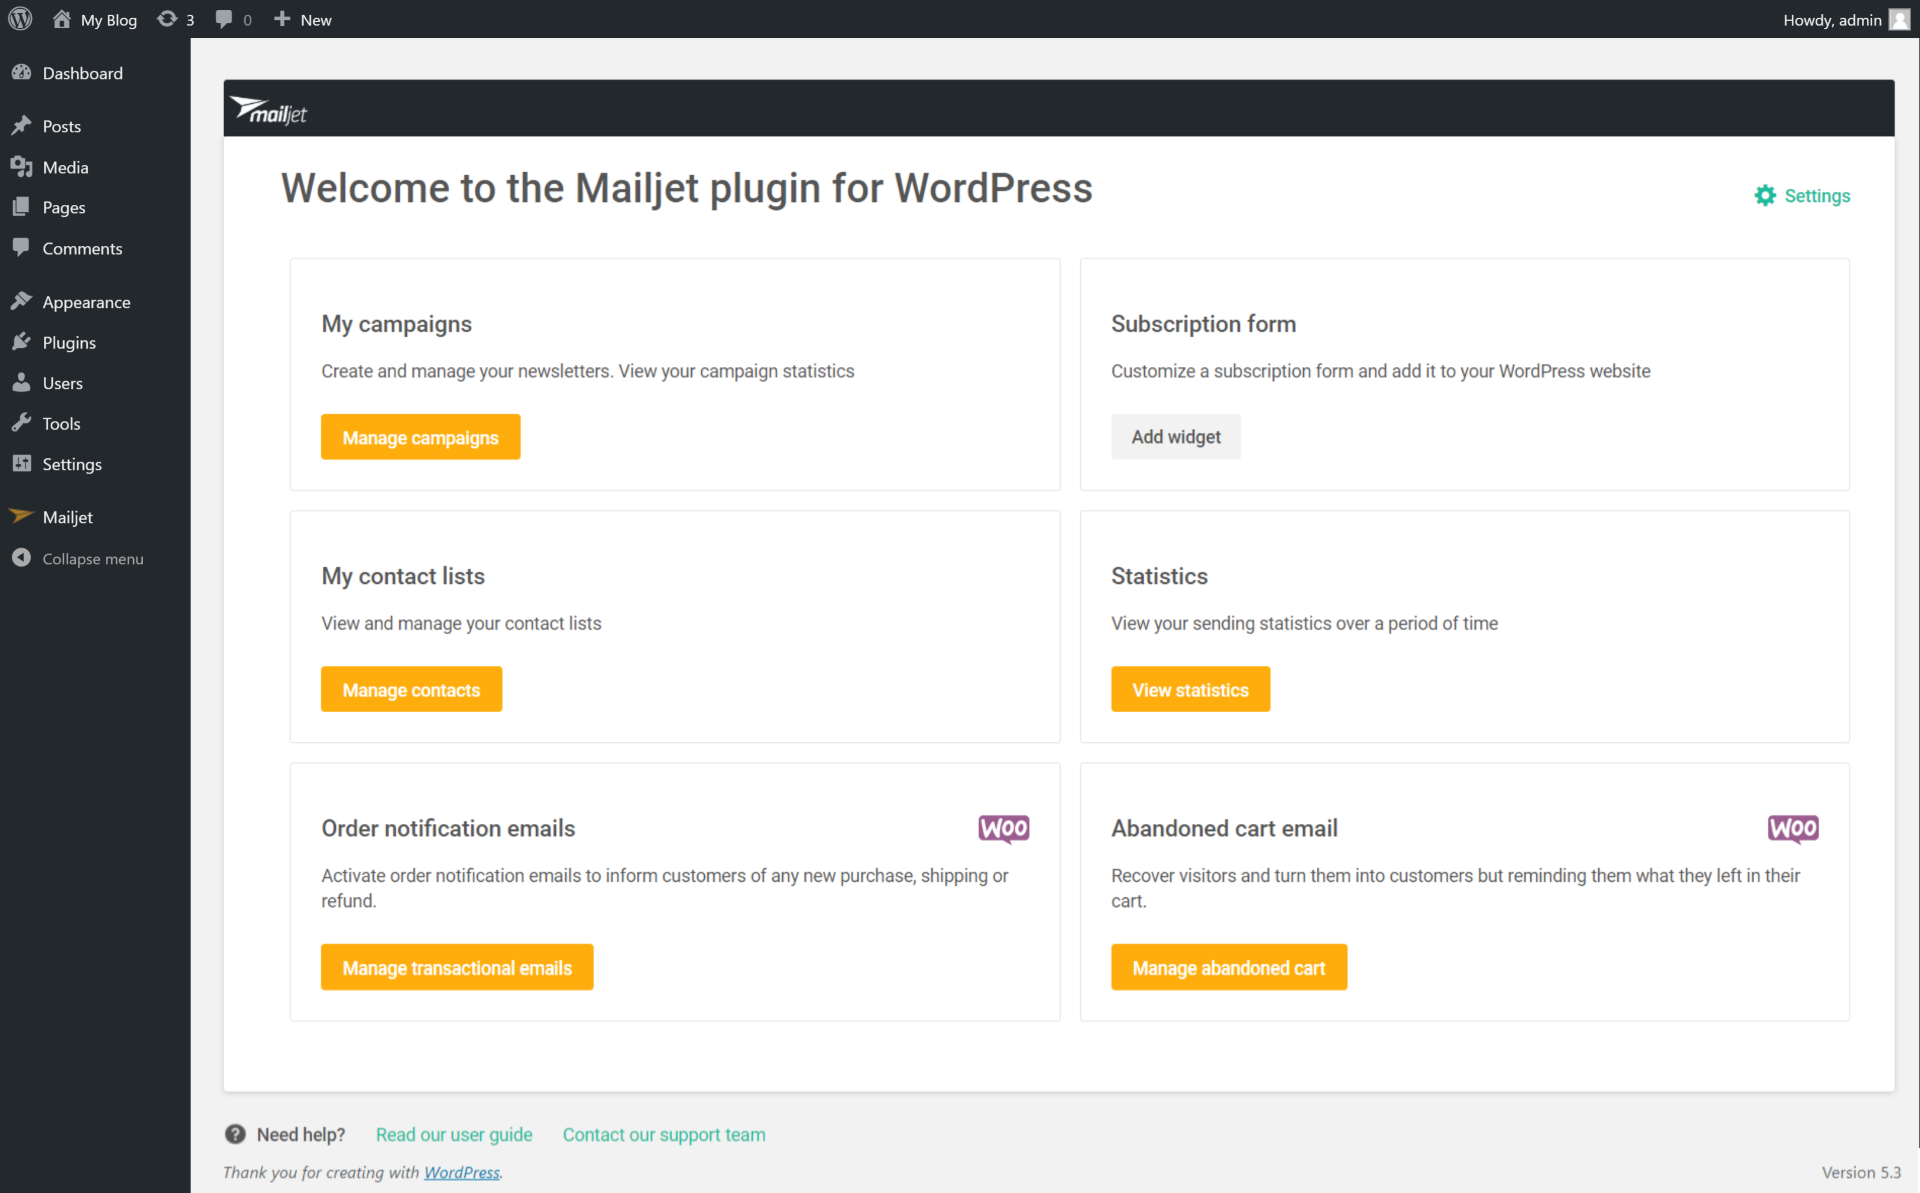 My Blog 3 0 New Howdy, admin
Dashboard
Posts
Media
Pages
Comments
Appearance
Plugins
Users
Tools
Settings
Mailjet
Collapse menu
mailjet
Welcome to the Mailjet plugin for WordPress
Settings
My campaigns
Create and manage your newsletters. View your campaign statistics
Manage campaigns
Subscription form
Customize a subscription form and add it to your WordPress website
Add widget
My contact lists
View and manage your contact lists
Manage contacts
Statistics
View your sending statistics over a period of time
View statistics
Order notification emails
WOO
Activate order notification emails to inform customers of any new purchase, shipping or
refund.
Manage transactional emails
Abandoned cart email
WOO
Recover visitors and turn them into customers but reminding them what they left in their
cart.
Manage abandoned cart
Need help? Read our user guide Contact our support team
Thank you for creating with WordPress.
Version 5.3